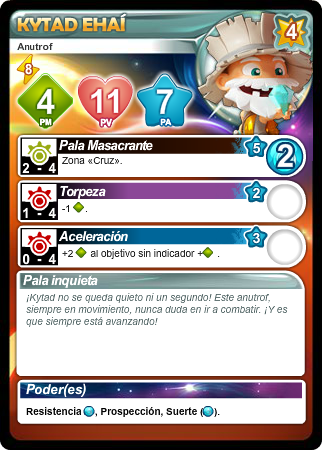 KYTAD EHAÍ
4
Anutrof
8
4
PM
11
PV
7
PA
Pala Masacrante
5
Zona «Cruz».
2
2 - 4
Torpeza
2
-1 .
1 - 4
Aceleración
3
+2 al objetivo sin indicador + .
0 - 4
Pala inquieta
¡Kytad no se queda quieto ni un segundo! Este anutrof,
siempre en movimiento, nunca duda en ir a combatir. ¡Y es
que siempre está avanzando!
Poder(es)
Resistencia , Prospección, Suerte ( ).